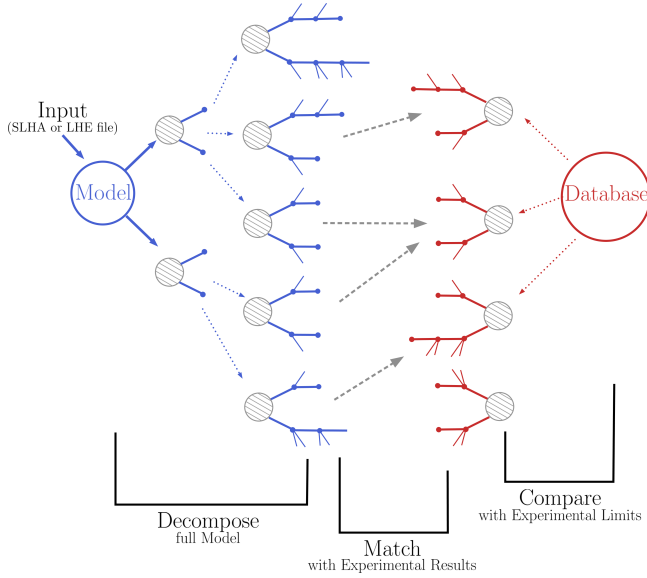 Input
(SLHA or LHE file)
Model
Database
Decompose
full Model
Match
with Experimental Results
Compare
with Experimental Limits